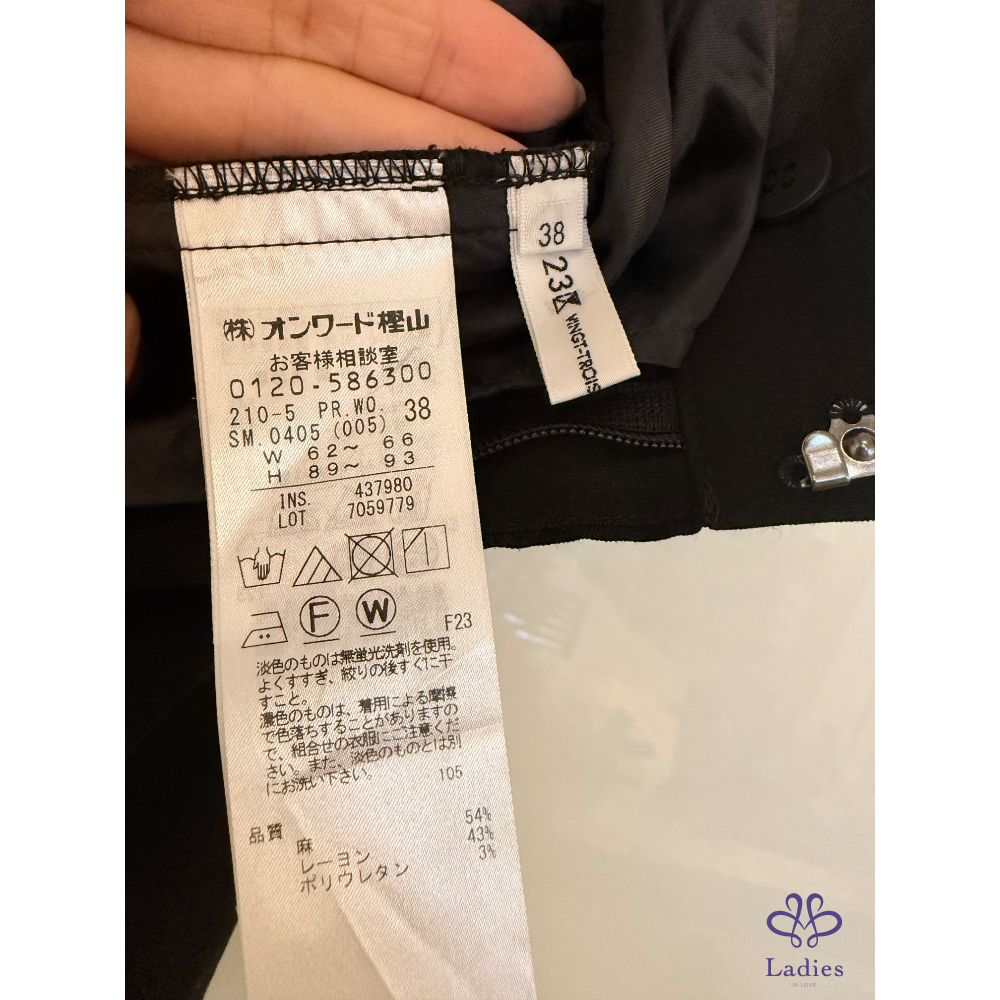 38
23区
VINGT-TROIS
(株)オンワード樫山
お客様相談室
0120-586300
210-5 PR.WO. 38
SM.0405(005)
W 62~ 66
H 89~ 93
INS. 437980
LOT 7059779
F
W
F23
淡色のものは無蛍光洗剤を使用。
よくすすぎ、絞りの後すぐに干
すこと。
濃色のものは、着用による摩擦
で色落ちすることがありますの
で、組合せの衣服にご注意くだ
さい。また、淡色のものとは別
にお洗い下さい。
105
品質
麻 54%
レーヨン 43%
ポリウレタン 3%
Ladies
IN LOVE